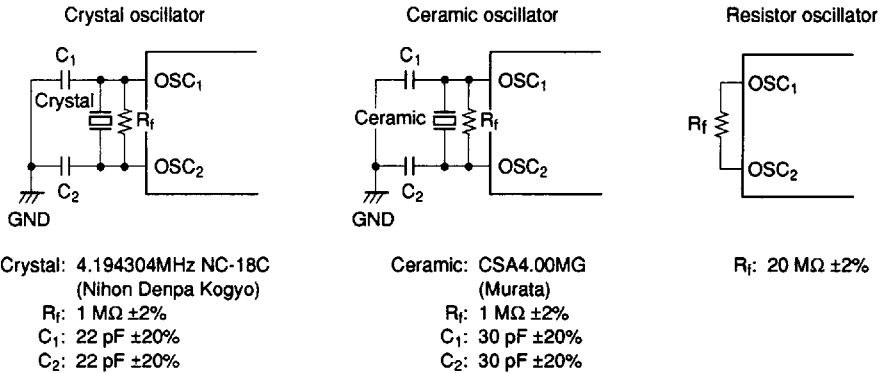 Crystal oscillator
C1
Crystal
Rf
OSC1
OSC2
C2
GND
Crystal: 4.194304MHz NC-18C
(Nihon Denpa Kogyo)
Rf: 1 MΩ ±2%
C1: 22 pF ±20%
C2: 22 pF ±20%
Ceramic oscillator
C1
Ceramic
Rf
OSC1
OSC2
C2
GND
Ceramic: CSA4.00MG
(Murata)
Rf: 1 MΩ ±2%
C1: 30 pF ±20%
C2: 30 pF ±20%
Resistor oscillator
OSC1
Rf
OSC2
Rf: 20 MΩ ±2%